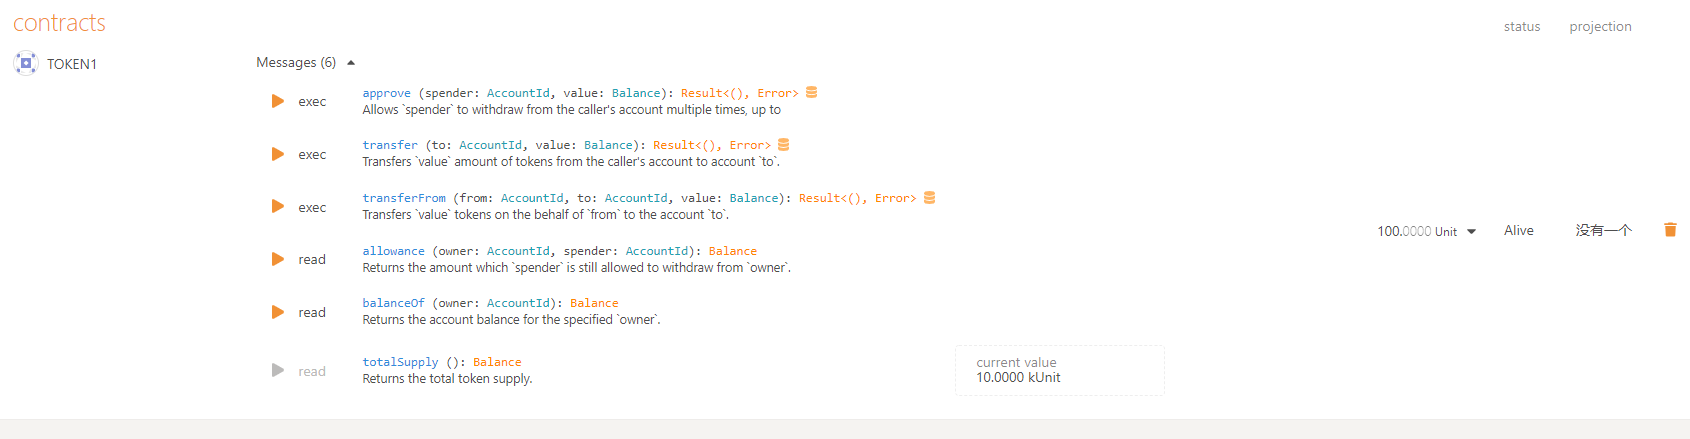 contracts
status projection
TOKEN1
Messages (6)
exec
approve (spender: AccountId, value: Balance): Result<(), Error>
Allows `spender` to withdraw from the caller's account multiple times, up to
exec
transfer (to: AccountId, value: Balance): Result<(), Error>
Transfers `value` amount of tokens from the caller's account to account `to`.
exec
transferFrom (from: AccountId, to: AccountId, value: Balance): Result<(), Error>
Transfers `value` tokens on the behalf of `from` to the account `to`.
100.0000 Unit Alive 没有一个
read
allowance (owner: AccountId, spender: AccountId): Balance
Returns the amount which `spender` is still allowed to withdraw from `owner`.
read
balanceOf (owner: AccountId): Balance
Returns the account balance for the specified `owner`.
read
totalSupply (): Balance
Returns the total token supply.
current value
10.0000 kUnit